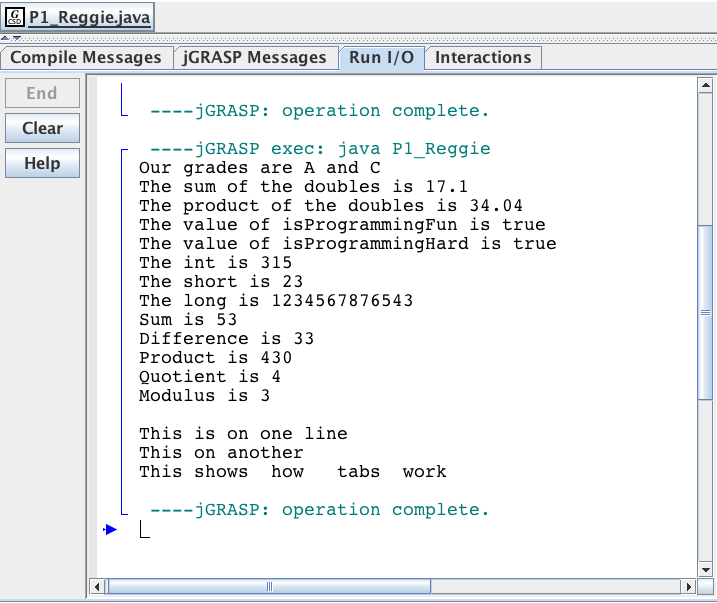 P1_Reggie.java
Compile Messages jGRASP Messages Run I/O Interactions
End
Clear
Help
----jGRASP: operation complete.
----jGRASP exec: java P1_Reggie
Our grades are A and C
The sum of the doubles is 17.1
The product of the doubles is 34.04
The value of isProgrammingFun is true
The value of isProgrammingHard is true
The int is 315
The short is 23
The long is 1234567876543
Sum is 53
Difference is 33
Product is 430
Quotient is 4
Modulus is 3
This is on one line
This on another
This shows  how   tabs  work
----jGRASP: operation complete.